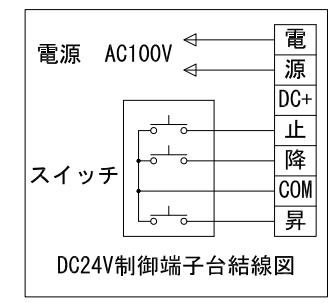 電源 AC100V
電
源
DC+
止
降
COM
昇
スイッチ
DC24V制御端子台結線図